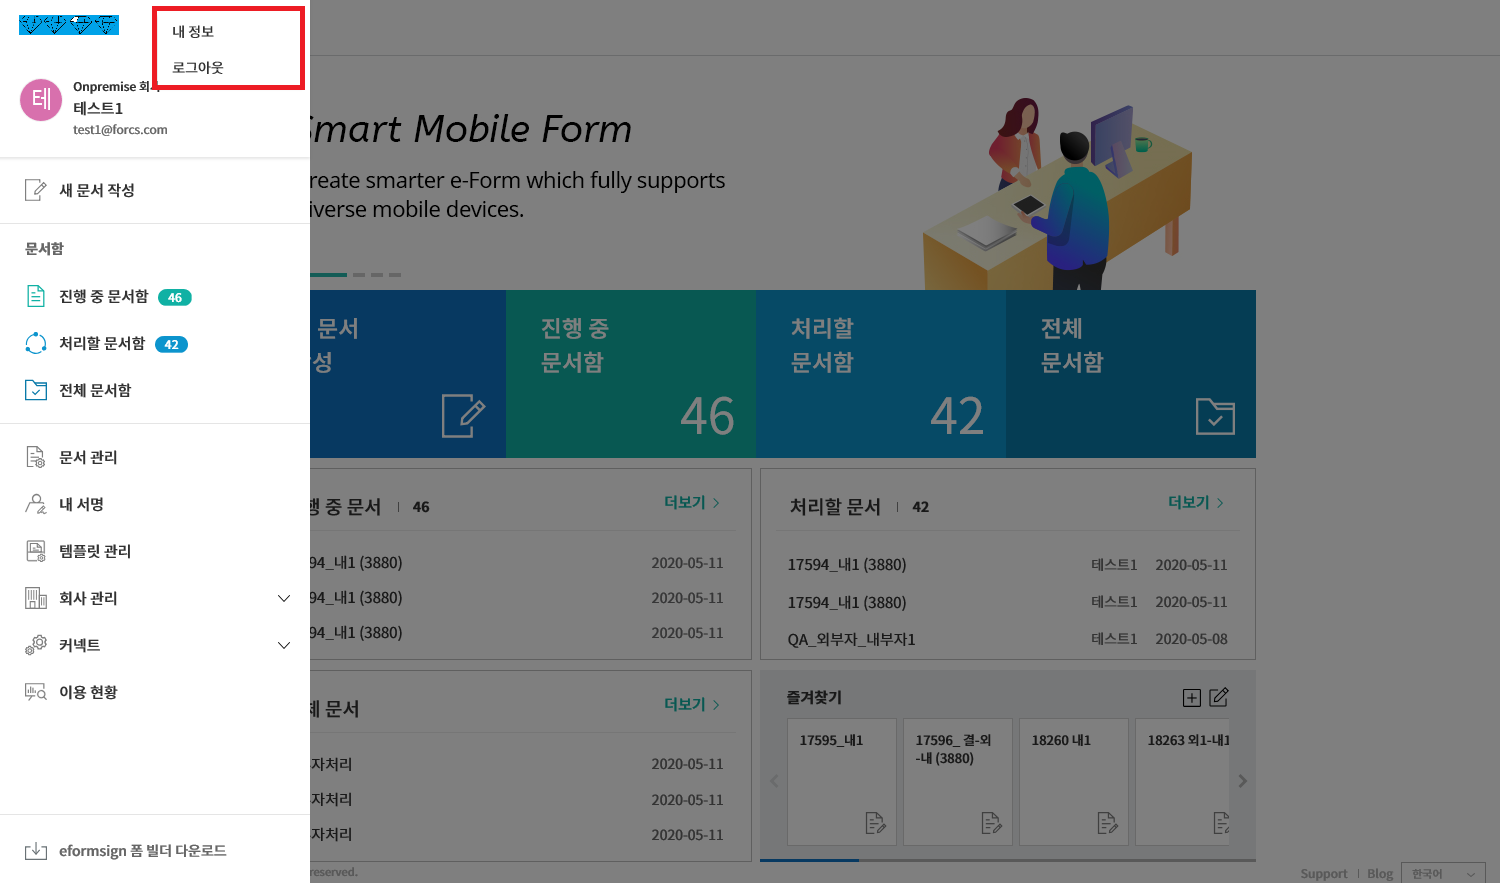 내 정보
로그아웃
테
Onpremise
테스트1
test1@forcs.com
새 문서 작성
문서함
진행 중 문서함 46
처리할 문서함 42
전체 문서함
문서 관리
내 서명
템플릿 관리
회사 관리
커넥트
이용 현황
eformsign 폼 빌더 다운로드
mart Mobile Form
reate smarter e-Form which fully supports
iverse mobile devices.
문서
성
진행 중
문서함
46
처리할
문서함
42
전체
문서함
행 중 문서 46 더보기
94_내1 (3880) 2020-05-11
94_내1 (3880) 2020-05-11
94_내1 (3880) 2020-05-11
처리할 문서 42 더보기
17594_내1 (3880) 테스트1 2020-05-11
17594_내1 (3880) 테스트1 2020-05-11
QA_외부자_내부자1 테스트1 2020-05-08
체 문서 더보기
자처리 2020-05-11
자처리 2020-05-11
자처리 2020-05-11
즐겨찾기
17595_내1
17596_ 결-외
-내 (3880)
18260 내1
18263 외1-내1
reserved.
Support | Blog 한국어